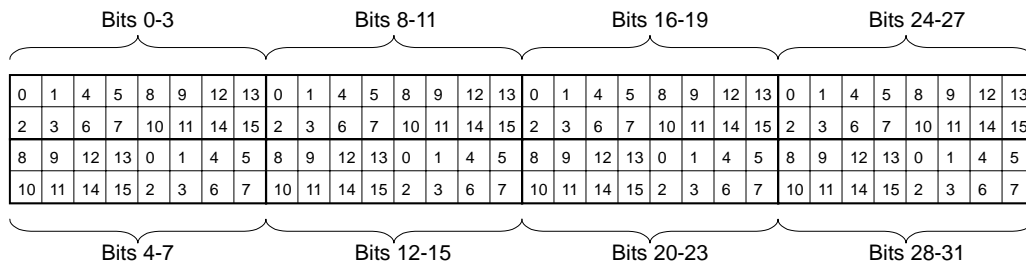 Bits 0-3 Bits 8-11 Bits 16-19 Bits 24-27
0 1 4 5 8 9 12 13 0 1 4 5 8 9 12 13 0 1 4 5 8 9 12 13 0 1 4 5 8 9 12 13
2 3 6 7 10 11 14 15 2 3 6 7 10 11 14 15 2 3 6 7 10 11 14 15 2 3 6 7 10 11 14 15
8 9 12 13 0 1 4 5 8 9 12 13 0 1 4 5 8 9 12 13 0 1 4 5 8 9 12 13 0 1 4 5
10 11 14 15 2 3 6 7 10 11 14 15 2 3 6 7 10 11 14 15 2 3 6 7 10 11 14 15 2 3 6 7
Bits 4-7 Bits 12-15 Bits 20-23 Bits 28-31